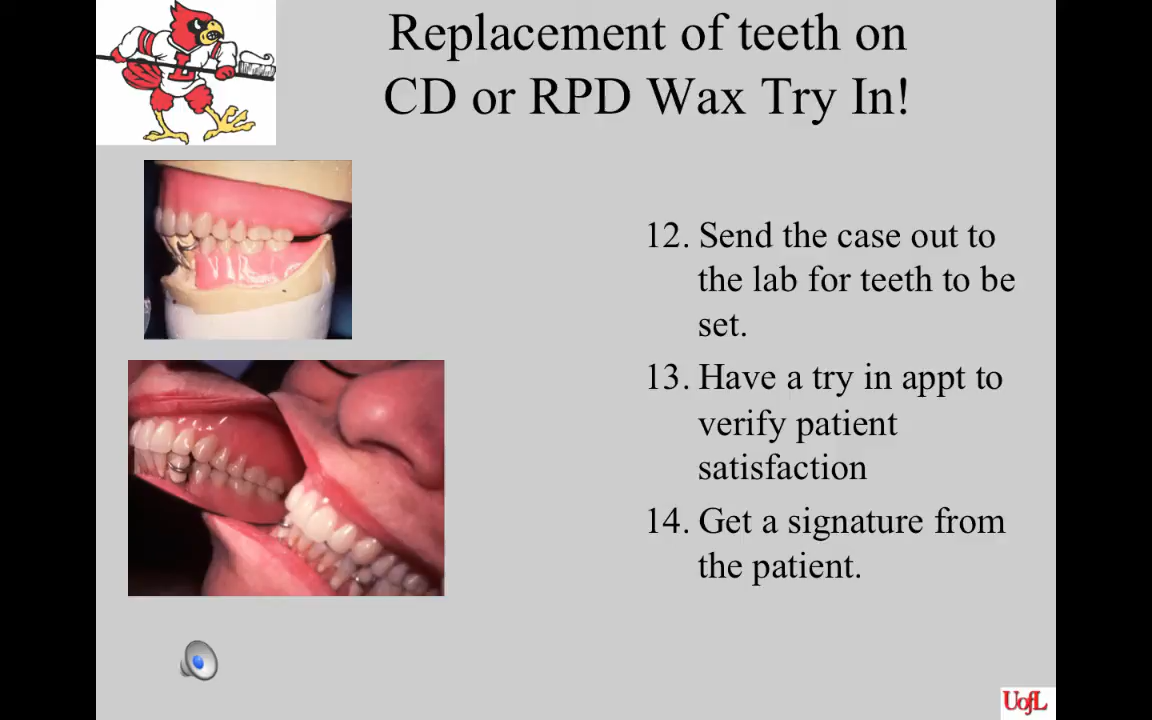 Replacement of teeth on
CD or RPD Wax Try In!
12. Send the case out to
the lab for teeth to be
set.
13. Have a try in appt to
verify patient
satisfaction
14. Get a signature from
the patient.
L
UofL